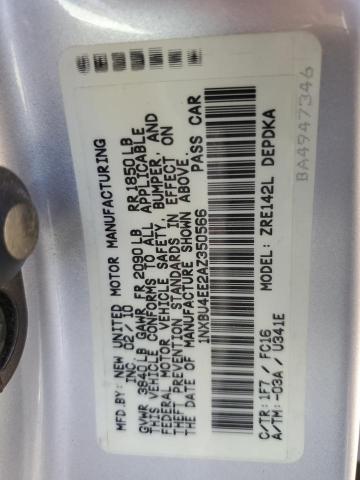 MFD BY: NEW UNITED MOTOR MANUFACTURING
INC 02/10
GVWR 3840LB GAWR FR 2090LB RR1850LB
THIS VEHICLE CONFORMS TO ALL APPLICABLE
FEDERAL MOTOR VEHICLE SAFETY, BUMPER, AND
THEFT PREVENTION STANDARDS IN EFFECT ON
THE DATE OF MANUFACTURE SHOWN ABOVE.
1NXBU4EE2AZ350566 PASS CAR
C/TR:1F7 / FC16 MODEL:ZRE142L DEPDKA
A/TM:-03A / U341E
BA4947346